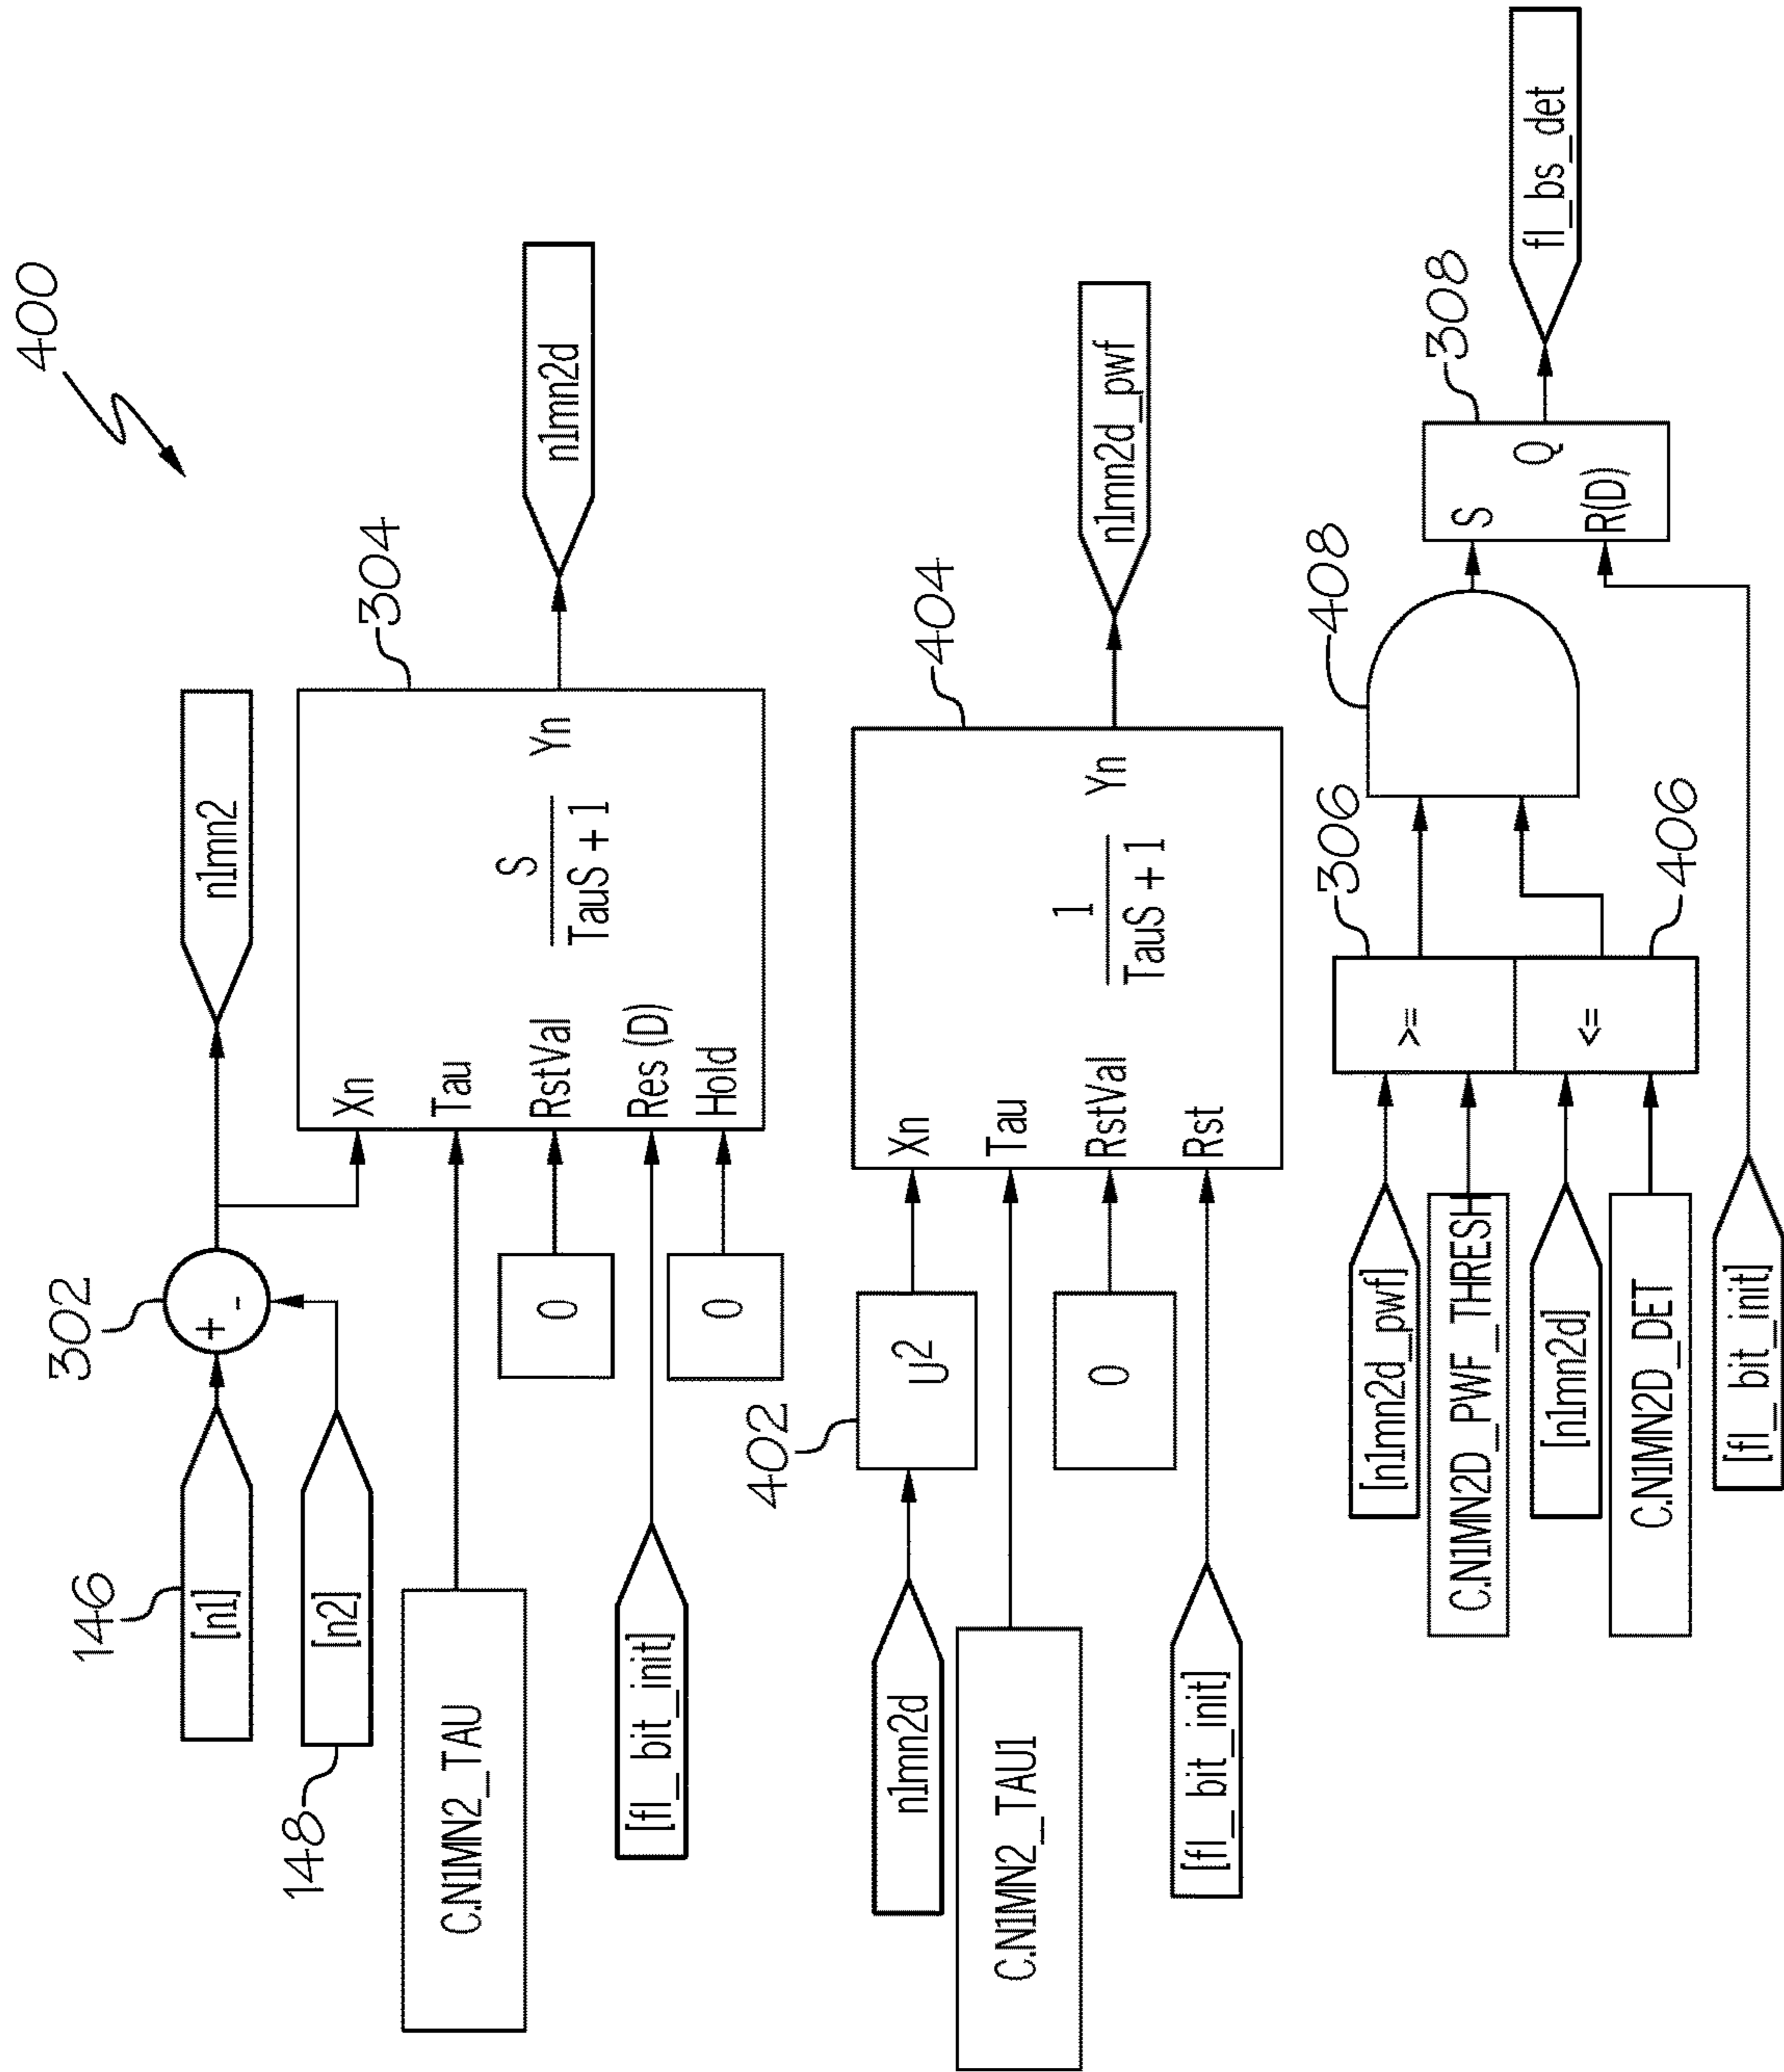 400
302
146
[n1]
+
-
n1mn2
148
[n2]
304
C.N1MN2_TAU
Xn
Tau
0
RstVal
S
TauS + 1
Yn
n1mn2d
[fl_bit_init]
Res (D)
0
Hold
402
404
n1mn2d
U2
Xn
C.N1MN2_TAU1
Tau
0
RstVal
1
TauS + 1
Yn
n1mn2d_pwf
[fl_bit_init]
Rst
306
408
308
[n1mn2d_pwf]
C.N1MN2D_PWF_THRESH
>=
S
Q
fl_bs_det
[n1mn2d]
<=
R(D)
C.N1MN2D_DET
406
[fl_bit_init]